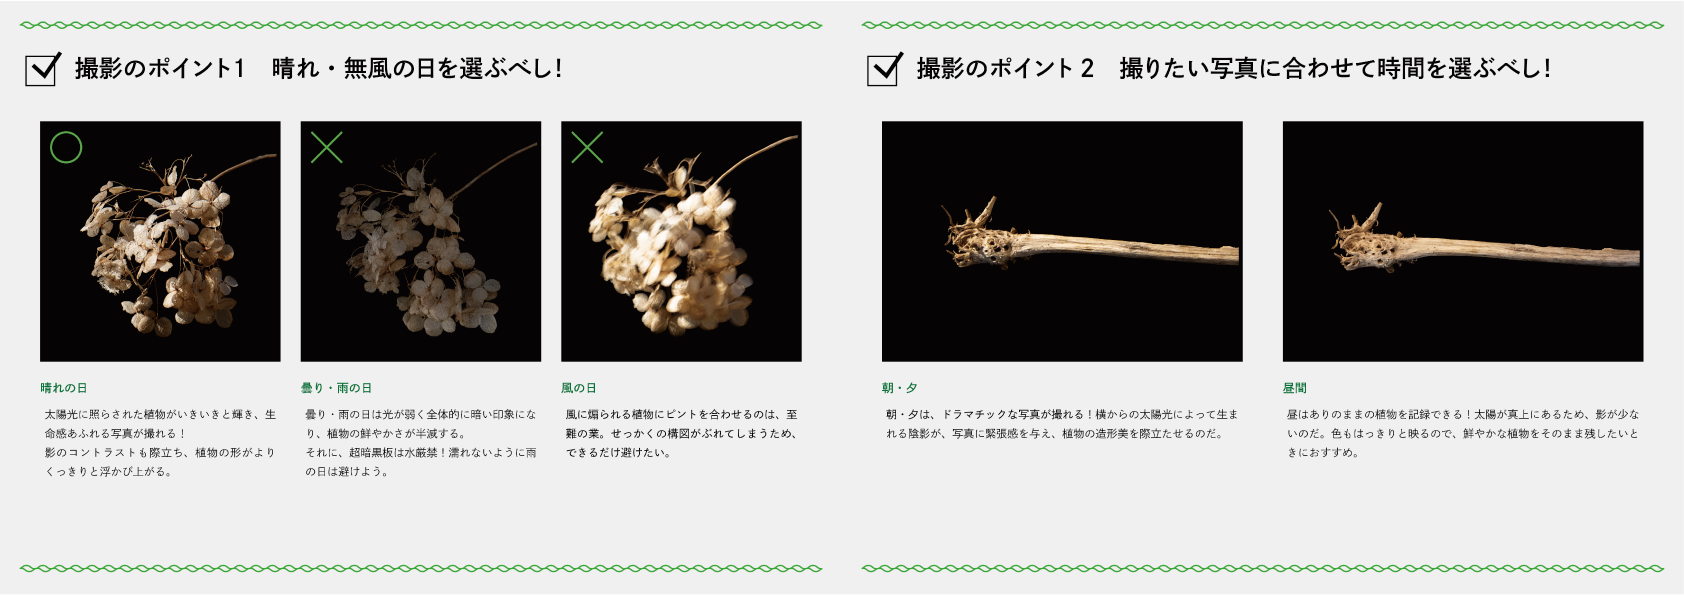 撮影のポイント1　晴れ・無風の日を選ぶべし！
晴れの日
太陽光に照らされた植物がいきいきと輝き、生
命感あふれる写真が撮れる！
影のコントラストも際立ち、植物の形がより
くっきりと浮かび上がる。
曇り・雨の日
曇り・雨の日は光が弱く全体的に暗い印象にな
り、植物の鮮やかさが半減する。
それに、超暗黒板は水厳禁！濡れないように雨
の日は避けよう。
風の日
風に煽られる植物にピントを合わせるのは、至
難の業。せっかくの構図がぶれてしまうため、
できるだけ避けたい。
撮影のポイント 2　撮りたい写真に合わせて時間を選ぶべし！
朝・夕
朝・夕は、ドラマチックな写真が撮れる！横からの太陽光によって生ま
れる陰影が、写真に緊張感を与え、植物の造形美を際立たせるのだ。
昼間
昼はありのままの植物を記録できる！太陽が真上にあるため、影が少な
いのだ。色もはっきりと映るので、鮮やかな植物をそのまま残したいと
きにおすすめ。